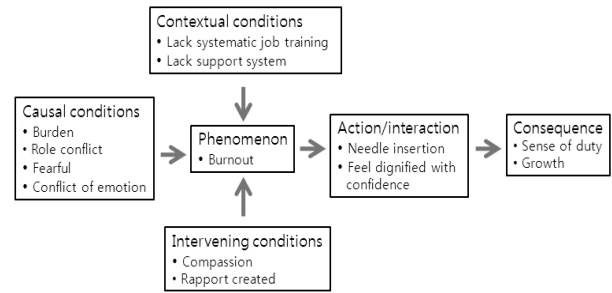 Contextual conditions
• Lack systematic job training
• Lack support system
Causal conditions
• Burden
• Role conflict
• Fearful
• Conflict of emotion
Phenomenon
• Burnout
Action/interaction
• Needle insertion
• Feel dignified with
confidence
Consequence
• Sense of duty
• Growth
Intervening conditions
• Compassion
• Rapport created